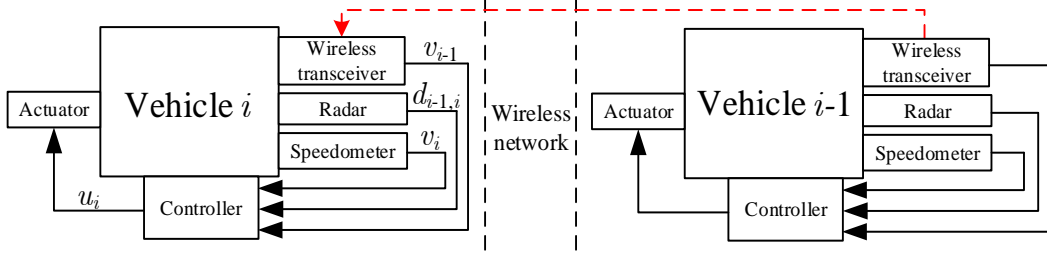 Wireless
transceiver
v_{i-1}
Actuator
Vehicle i
Radar
d_{i-1,i}
Speedometer
v_i
u_i
Controller
Wireless
network
Wireless
transceiver
Actuator
Vehicle i-1
Radar
Speedometer
Controller